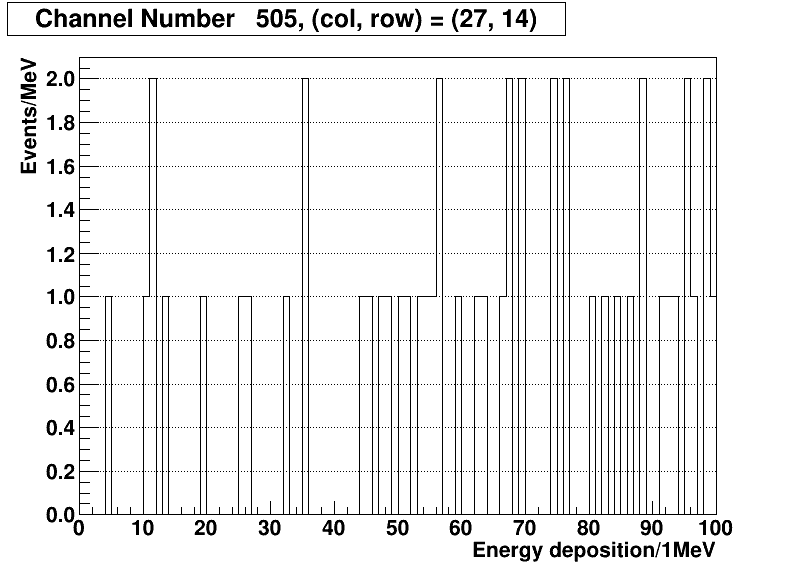 Channel Number 505, (col, row) = (27, 14)
Events/MeV
2.0
1.8
1.6
1.4
1.2
1.0
0.8
0.6
0.4
0.2
0.0
0 10 20 30 40 50 60 70 80 90 100
Energy deposition/1MeV